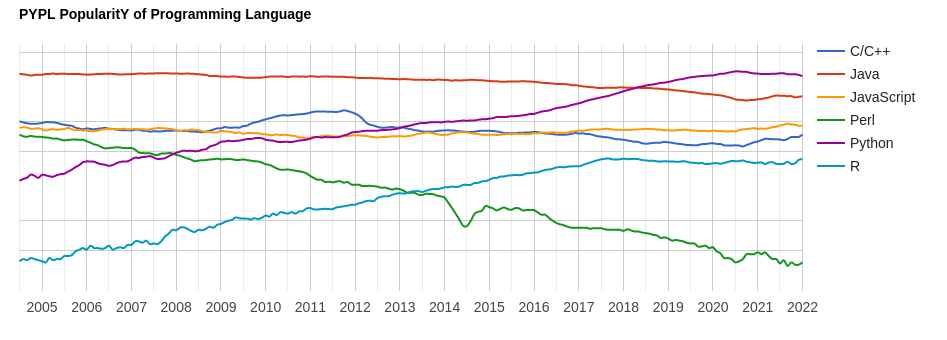 PYPL PopularitY of Programming Language
C/C++
Java
JavaScript
Perl
Python
R
2005 2006 2007 2008 2009 2010 2011 2012 2013 2014 2015 2016 2017 2018 2019 2020 2021 2022